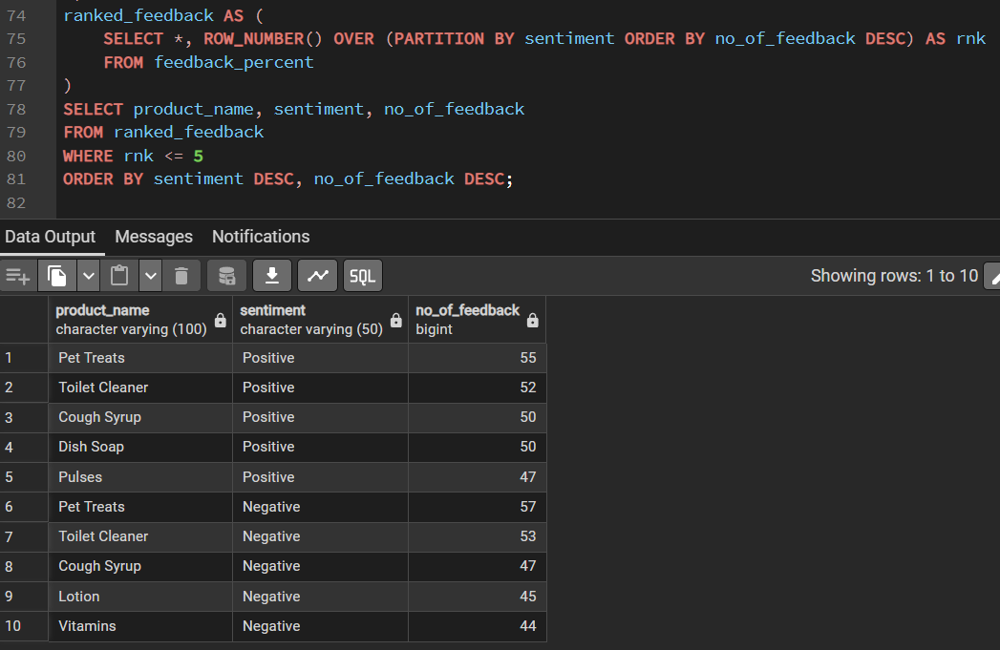 74 ranked_feedback AS (
75 SELECT *, ROW_NUMBER() OVER (PARTITION BY sentiment ORDER BY no_of_feedback DESC) AS rnk
76 FROM feedback_percent
77 )
78 SELECT product_name, sentiment, no_of_feedback
79 FROM ranked_feedback
80 WHERE rnk <= 5
81 ORDER BY sentiment DESC, no_of_feedback DESC;
82
Data Output Messages Notifications
SQL Showing rows: 1 to 10
product_name sentiment no_of_feedback
character varying (100) character varying (50) bigint
1 Pet Treats Positive 55
2 Toilet Cleaner Positive 52
3 Cough Syrup Positive 50
4 Dish Soap Positive 50
5 Pulses Positive 47
6 Pet Treats Negative 57
7 Toilet Cleaner Negative 53
8 Cough Syrup Negative 47
9 Lotion Negative 45
10 Vitamins Negative 44